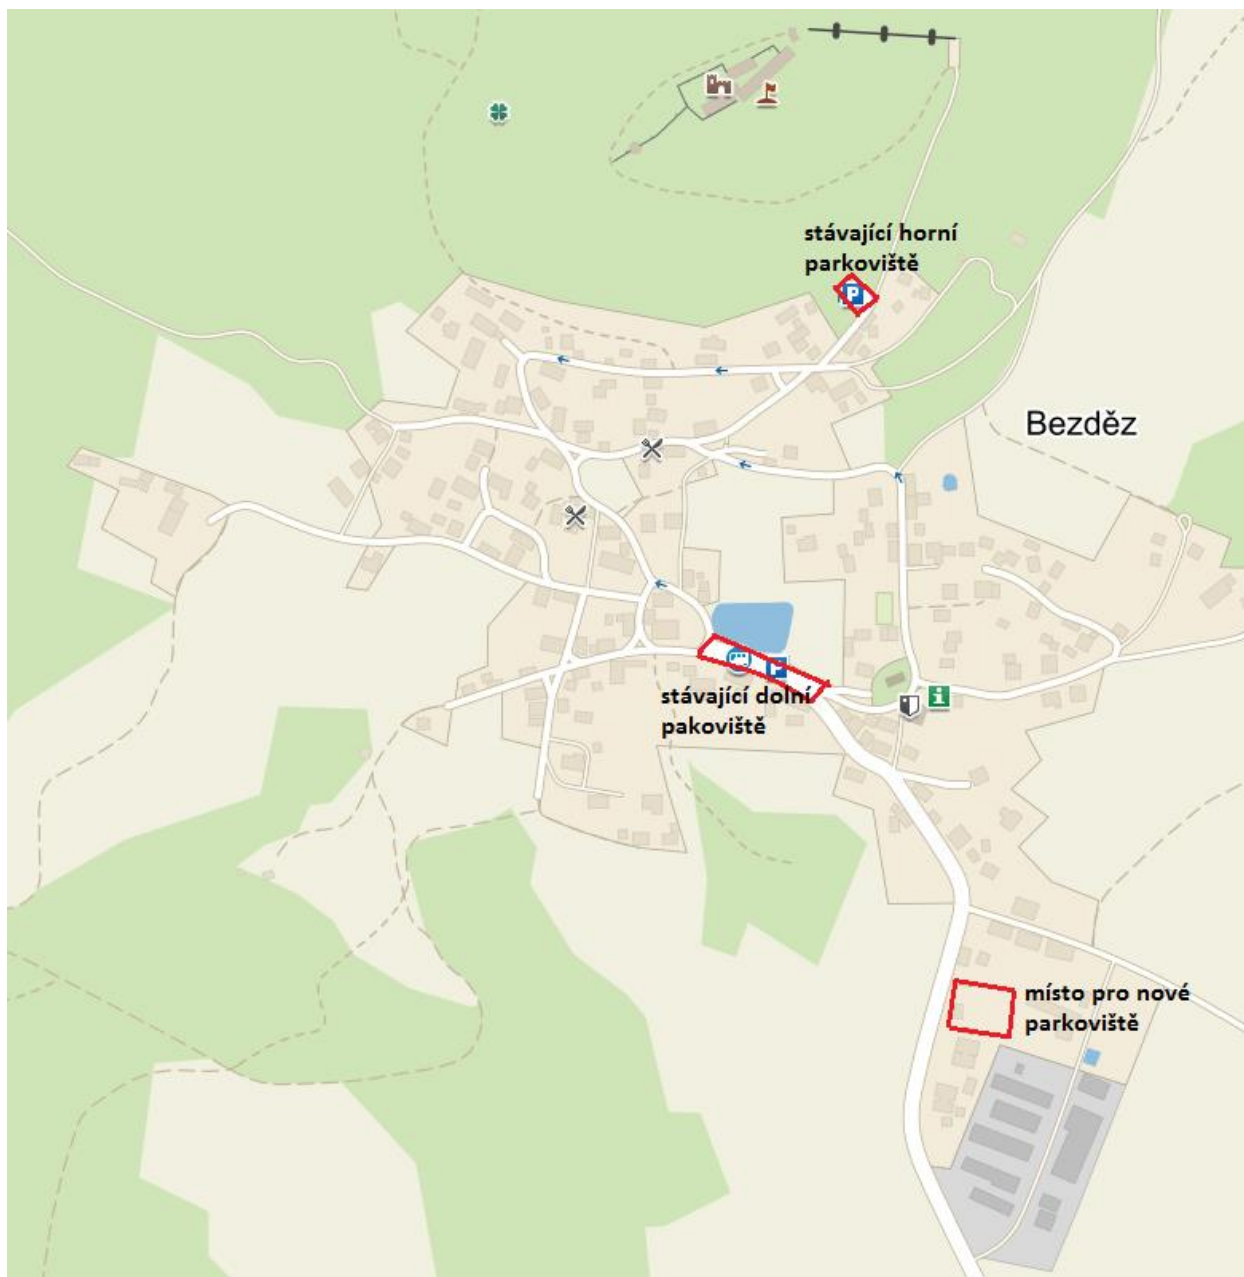 stávající horní
parkoviště
P
Bezděz
P
stávající dolní
pakoviště
i
místo pro nové
parkoviště